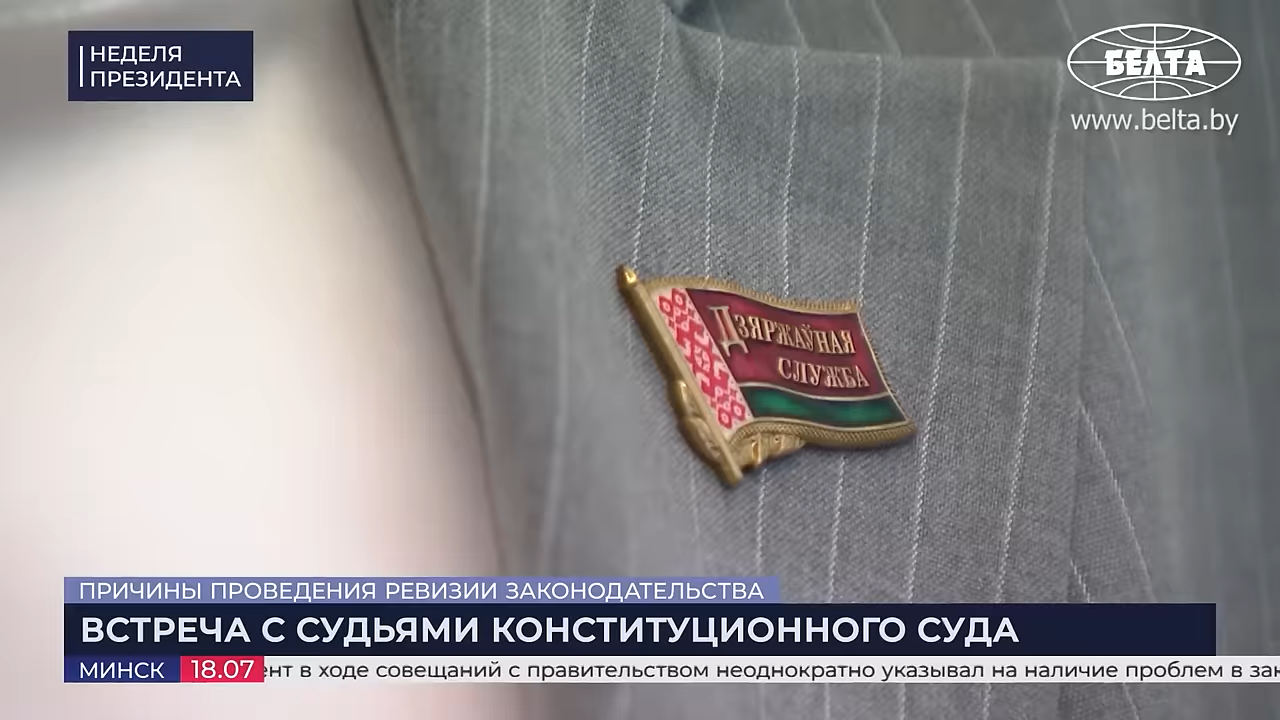 НЕДЕЛЯ
ПРЕЗИДЕНТА
БЕЛТА
www.belta.by
Дзяржаўная
служба
ПРИЧИНЫ ПРОВЕДЕНИЯ РЕВИЗИИ ЗАКОНОДАТЕЛЬСТВА
ВСТРЕЧА С СУДЬЯМИ КОНСТИТУЦИОННОГО СУДА
МИНСК 18.07 в ходе совещаний с правительством неоднократно указывал на наличие проблем в